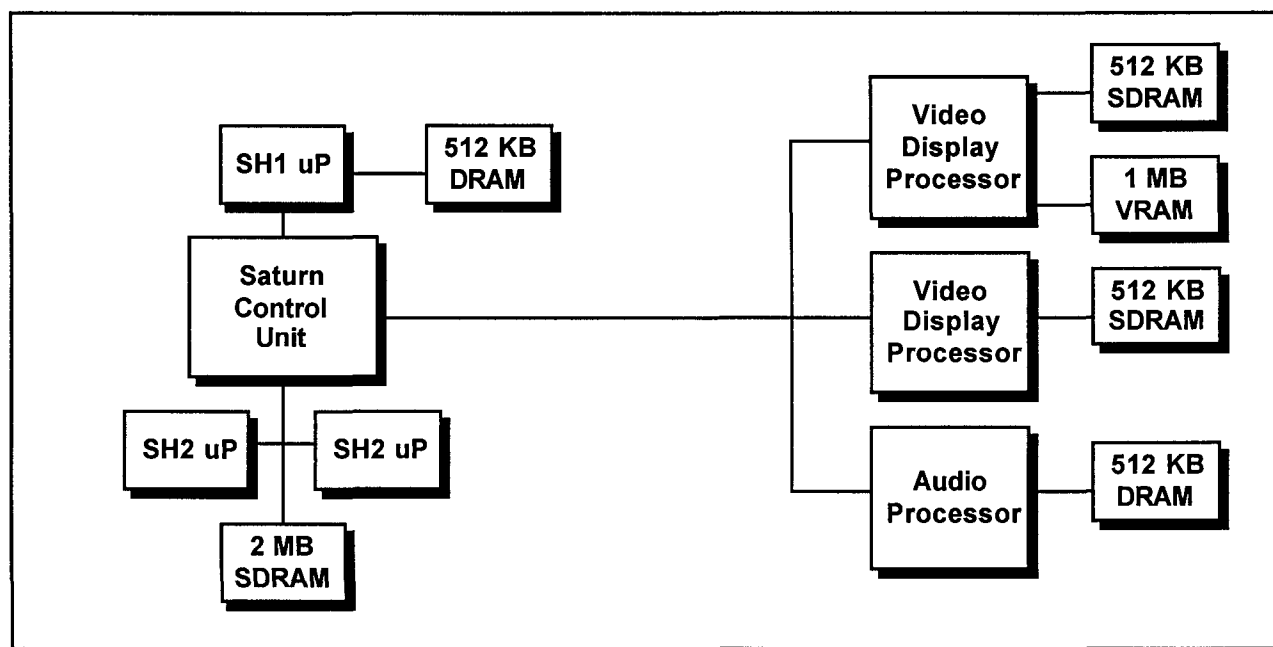 SH1 uP
512 KB
DRAM
Saturn
Control
Unit
SH2 uP
SH2 uP
2 MB
SDRAM
Video
Display
Processor
512 KB
SDRAM
1 MB
VRAM
Video
Display
Processor
512 KB
SDRAM
Audio
Processor
512 KB
DRAM